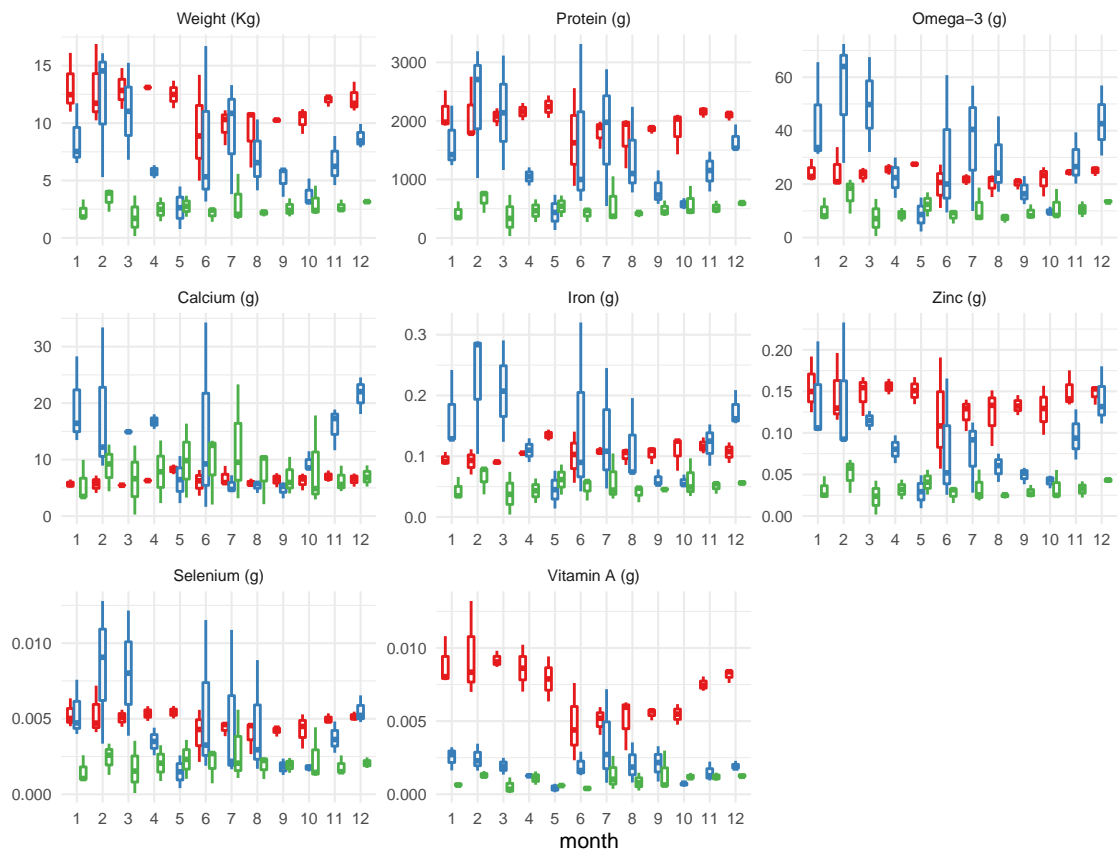 Weight (Kg)
15
10
5
0
1 2 3 4 5 6 7 8 9 10 11 12
Protein (g)
3000
2000
1000
0
1 2 3 4 5 6 7 8 9 10 11 12
Omega−3 (g)
60
40
20
0
1 2 3 4 5 6 7 8 9 10 11 12
Calcium (g)
30
20
10
0
1 2 3 4 5 6 7 8 9 10 11 12
Iron (g)
0.3
0.2
0.1
0.0
1 2 3 4 5 6 7 8 9 10 11 12
Zinc (g)
0.20
0.15
0.10
0.05
0.00
1 2 3 4 5 6 7 8 9 10 11 12
Selenium (g)
0.010
0.005
0.000
1 2 3 4 5 6 7 8 9 10 11 12
Vitamin A (g)
0.010
0.005
0.000
1 2 3 4 5 6 7 8 9 10 11 12
month